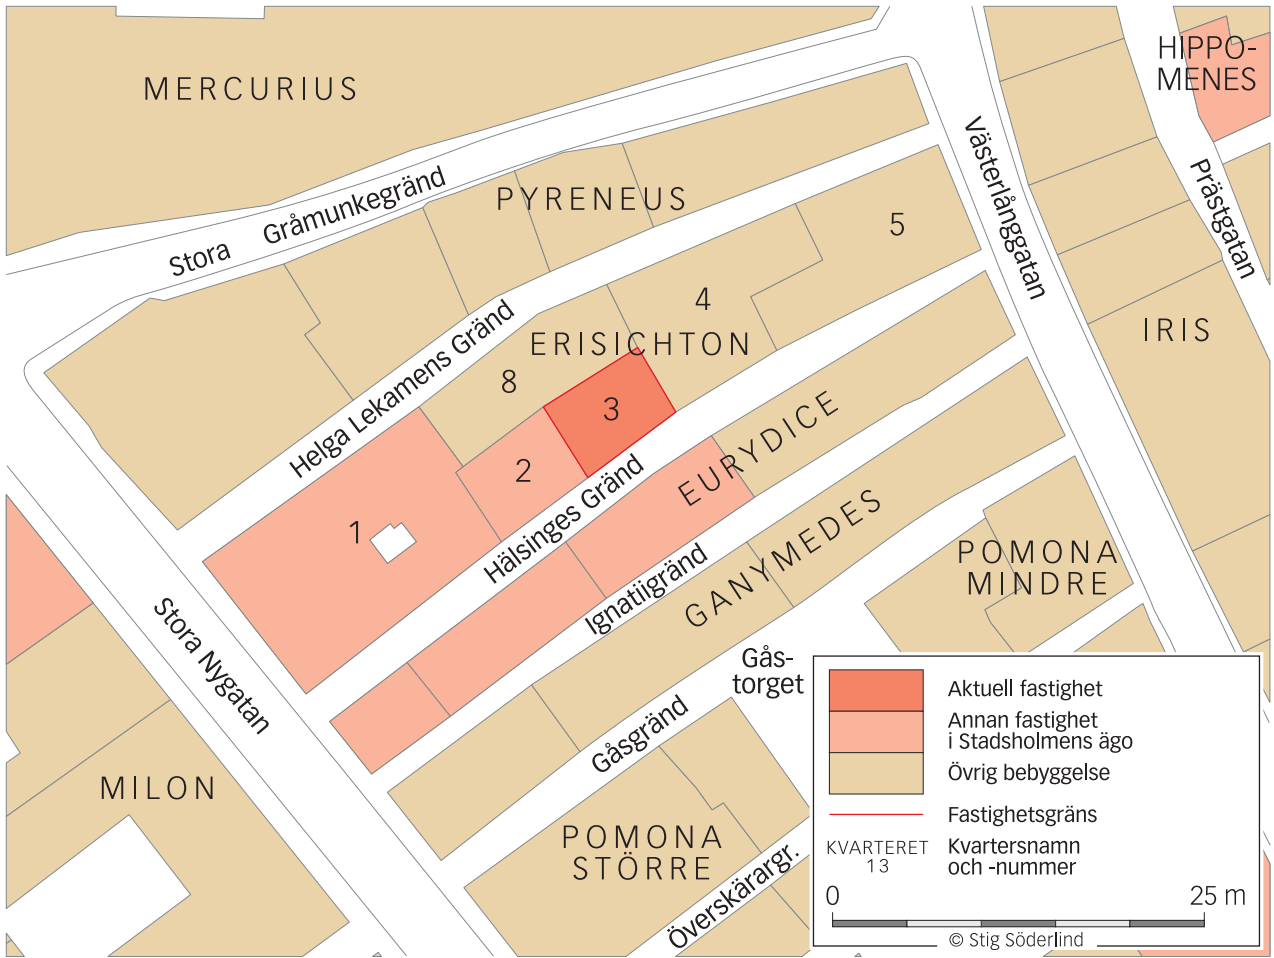 MERCURIUS
HIPPO-
MENES
Västerlånggatan
Prästgatan
Stora Gråmunkegränd
PYRENEUS
5
4
IRIS
Helga Lekamens Gränd
ERISICHTON
8
3
2
1
EURYDICE
Hälsinges Gränd
GANYMEDES
Ignatiigränd
POMONA
MINDRE
Stora Nygatan
Gås-
torget
Gåsgränd
MILON
POMONA
STÖRRE
Överskärargr.
Aktuell fastighet
Annan fastighet
i Stadsholmens ägo
Övrig bebyggelse
Fastighetsgräns
KVARTERET
13
Kvartersnamn
och -nummer
0 25 m
© Stig Söderlind